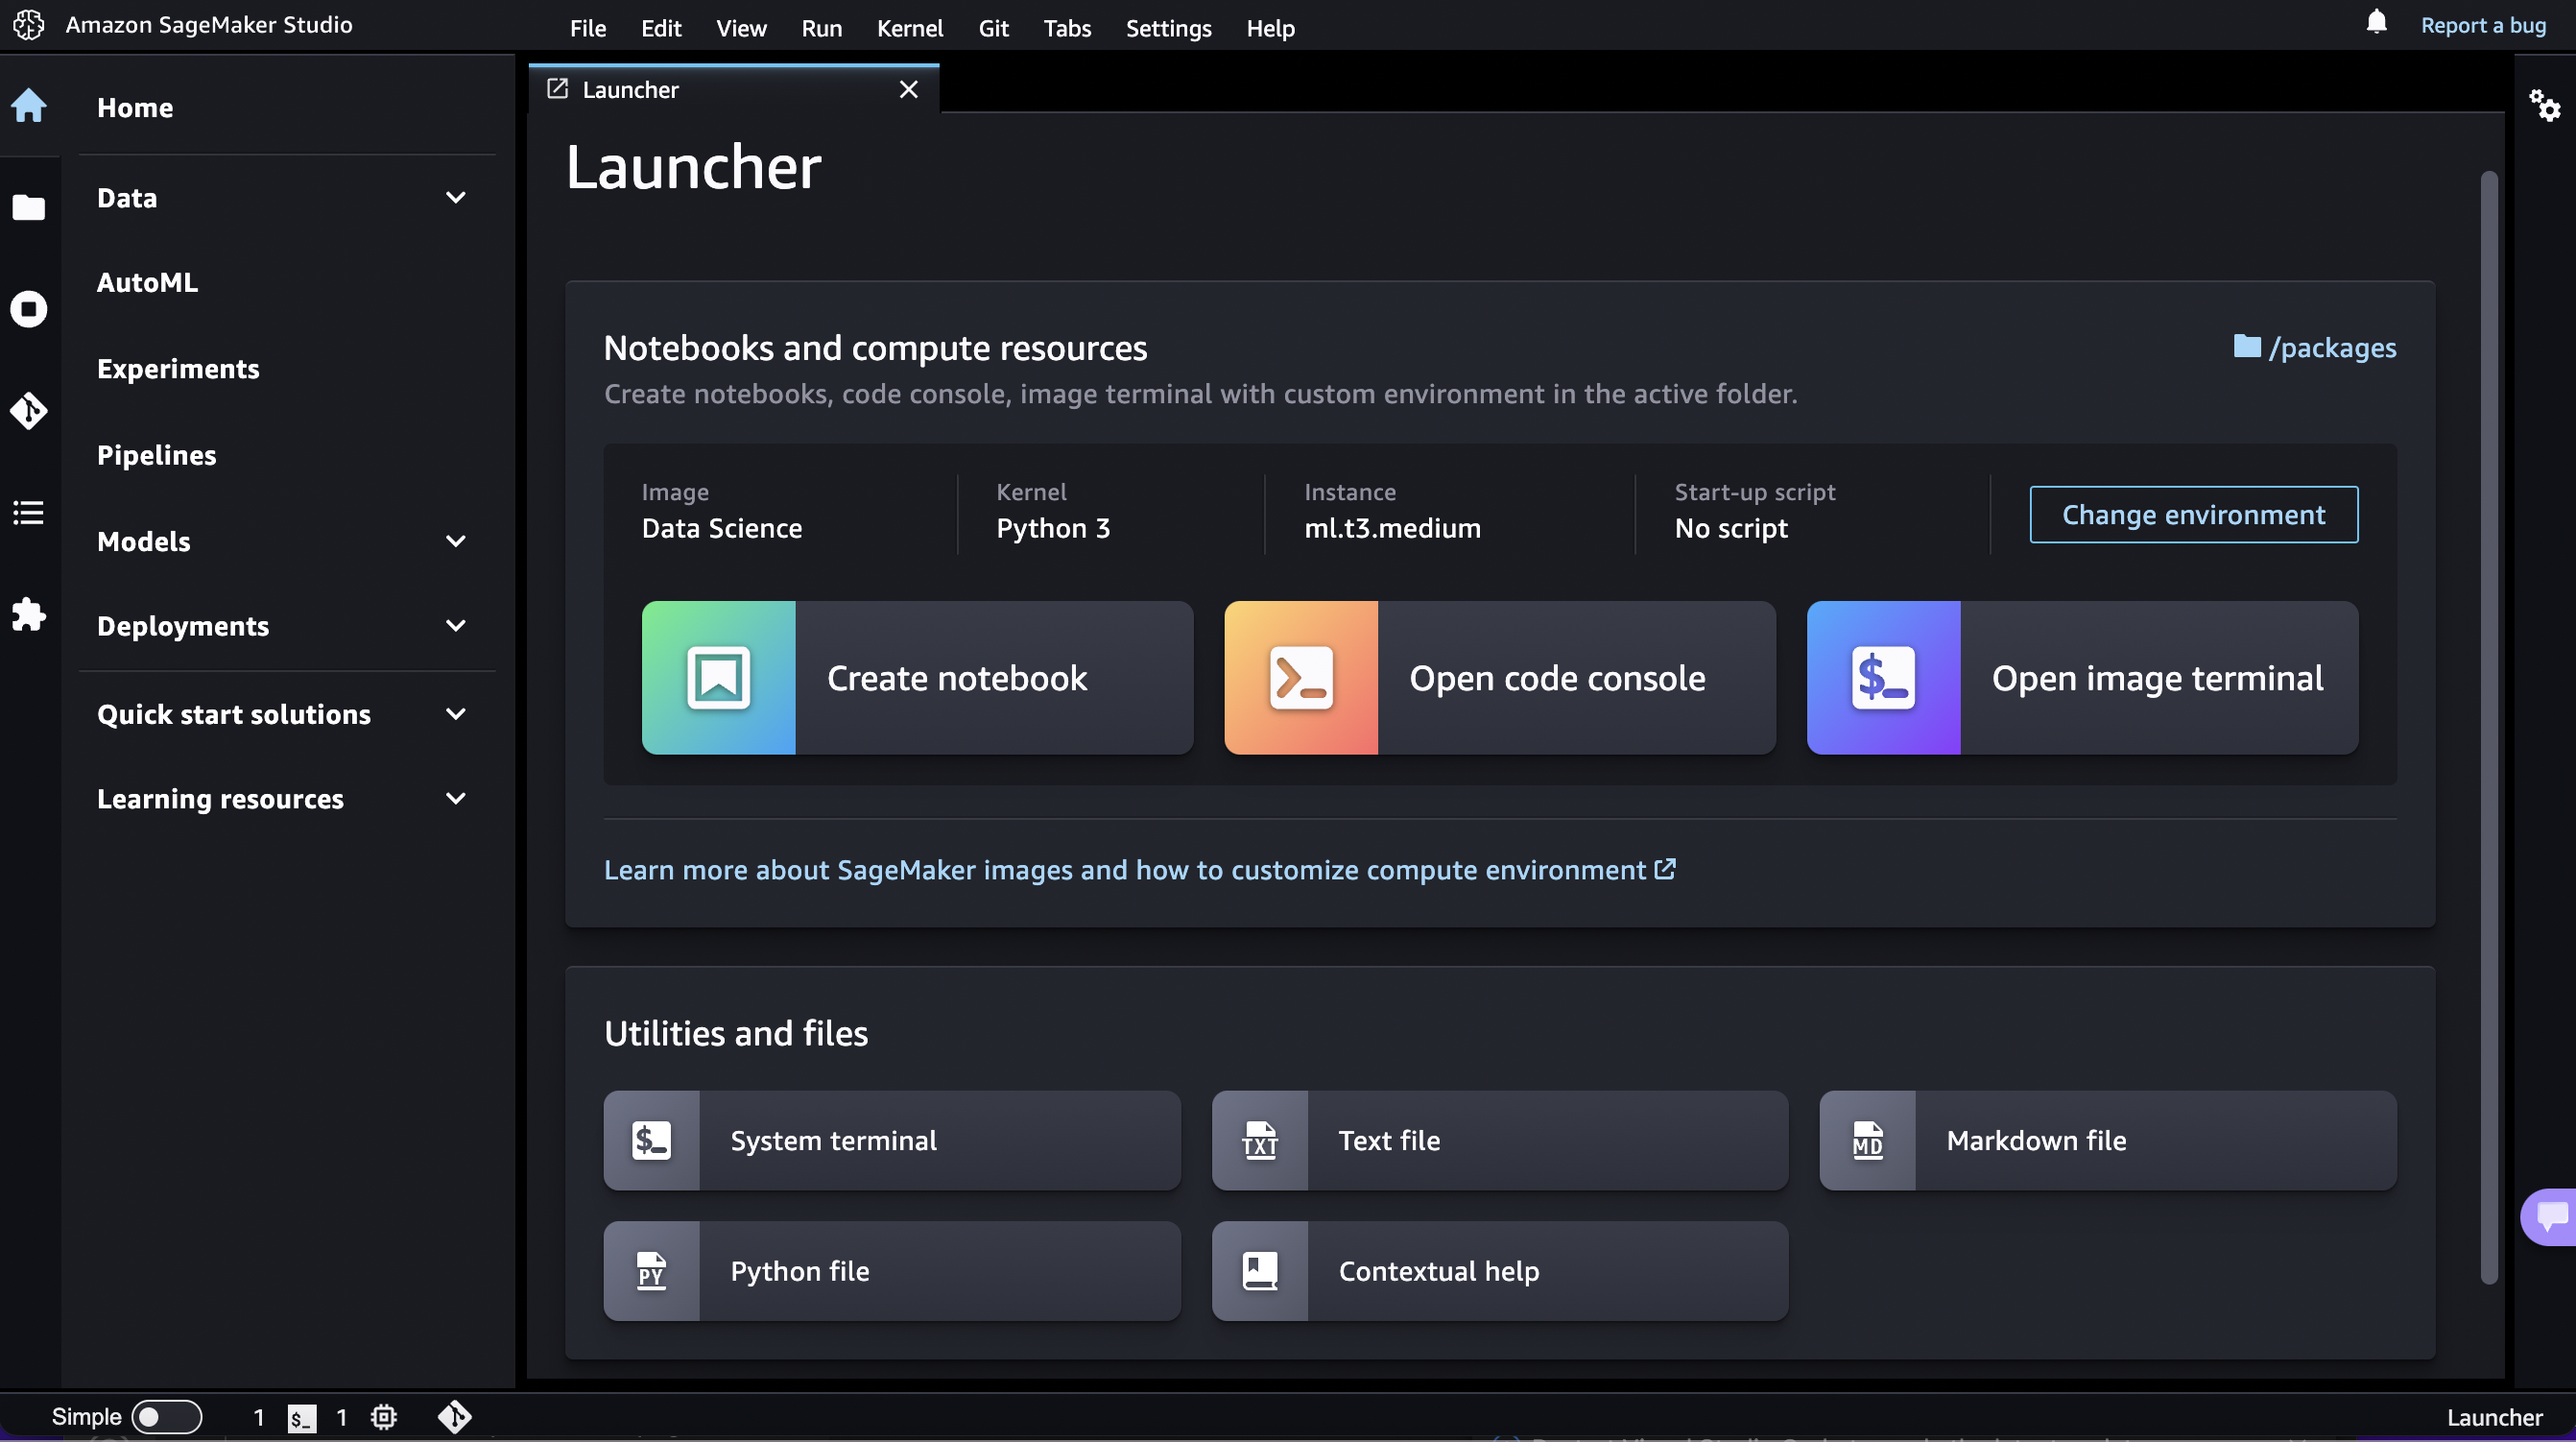 Amazon SageMaker Studio
File Edit View Run Kernel Git Tabs Settings Help
Report a bug
Home
Data
AutoML
Experiments
Pipelines
Models
Deployments
Quick start solutions
Learning resources
Launcher
Launcher
Notebooks and compute resources
/packages
Create notebooks, code console, image terminal with custom environment in the active folder.
Image
Data Science
Kernel
Python 3
Instance
ml.t3.medium
Start-up script
No script
Change environment
Create notebook
$_
Open code console
Open image terminal
Learn more about SageMaker images and how to customize compute environment
Utilities and files
$_
System terminal
TXT
Text file
MD
Markdown file
PY
Python file
Contextual help
Simple 1 $_ 1
Launcher